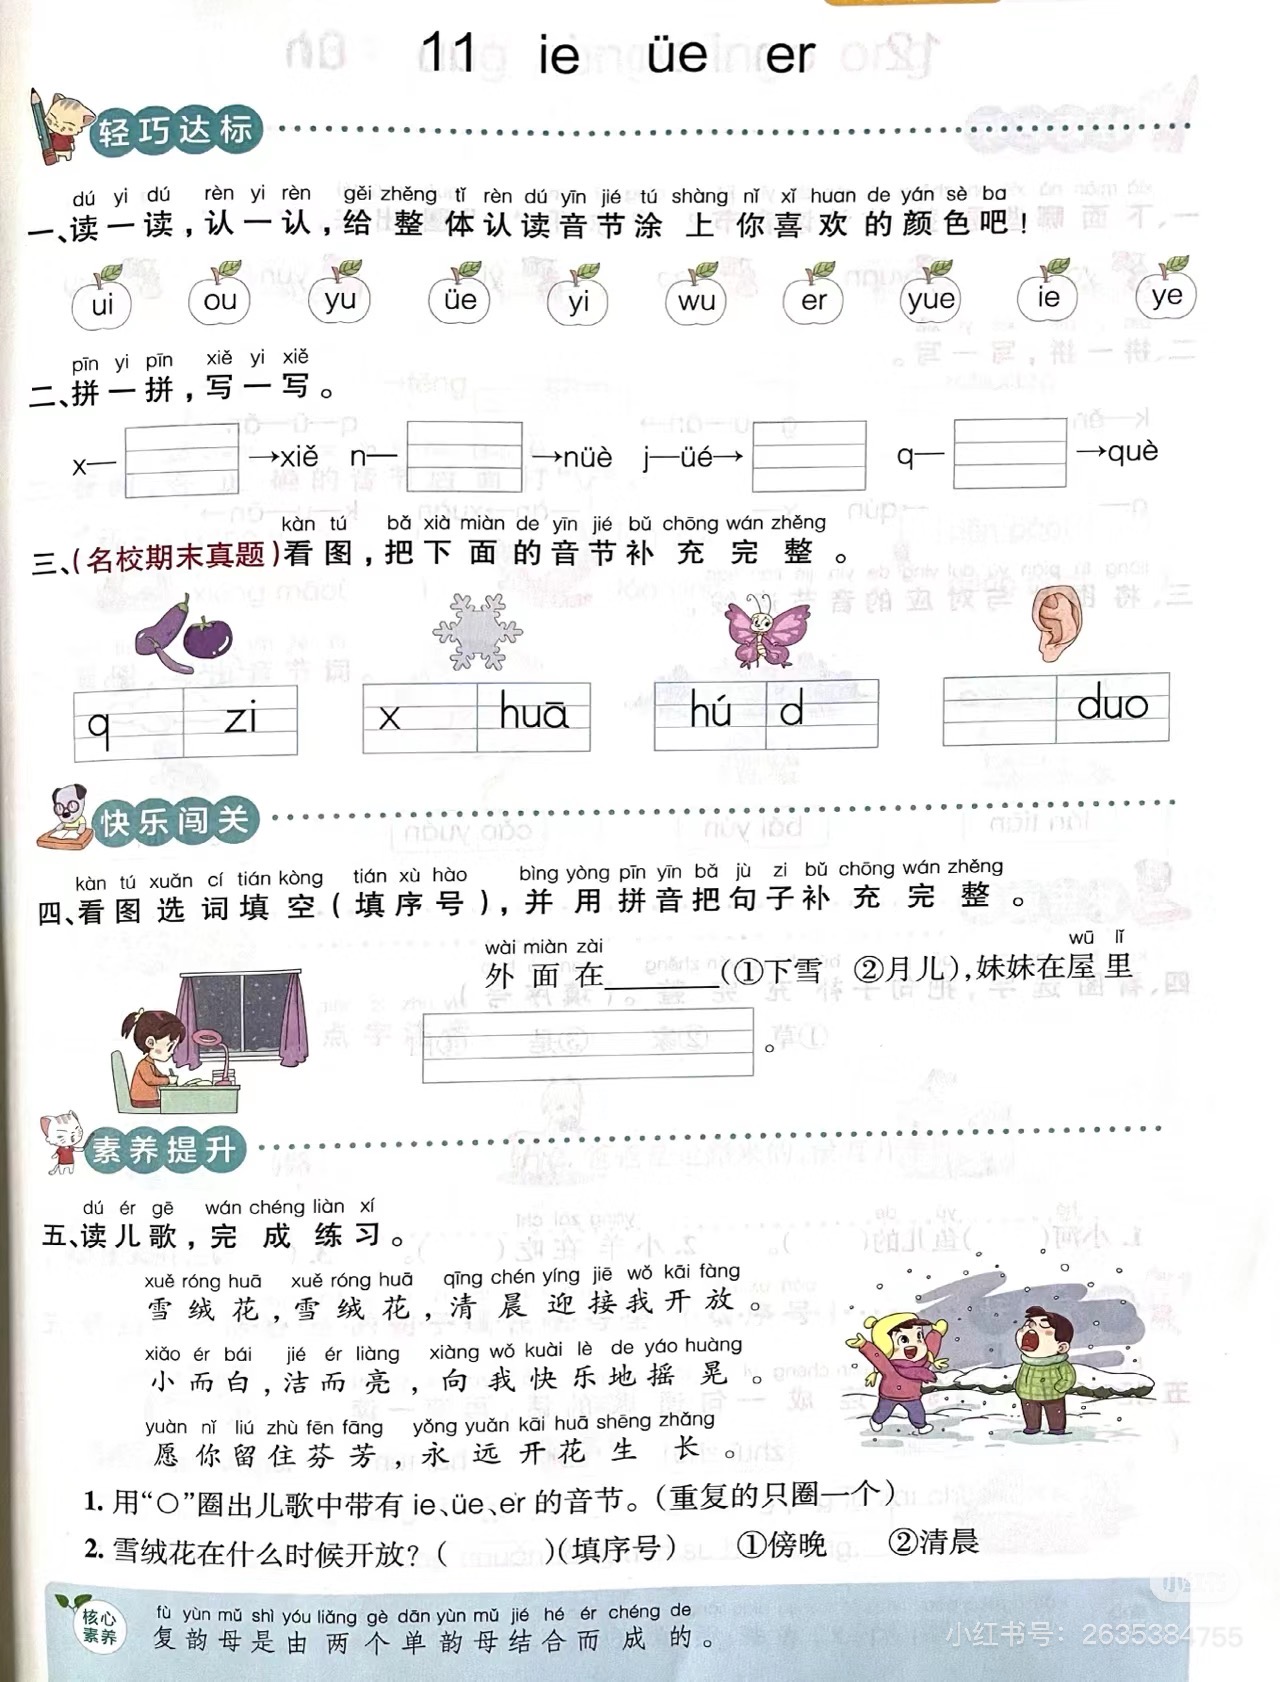 11 ie üe er
轻巧达标
dú yi dú rèn yi rèn gěi zhěng tǐ rèn dú yīn jié tú shàng nǐ xǐ huan de yán sè ba
一、读一读，认一认，给整体认读音节涂上你喜欢的颜色吧！
ui ou yu üe yi wu er yue ie ye
pīn yi pīn xiě yi xiě
二、拼一拼，写一写。
x— →xiě n— →nüè j—üé→ q— →què
kàn tú bǎ xià miàn de yīn jié bǔ chōng wán zhěng
三、(名校期末真题)看图，把下面的音节补充完整。
q zi x huā hú d duo
快乐闯关
kàn tú xuǎn cí tián kòng tián xù hào bìng yòng pīn yīn bǎ jù zi bǔ chōng wán zhěng
四、看图选词填空(填序号)，并用拼音把句子补充完整。
wài miàn zài wū lǐ
外面在________(①下雪 ②月儿)，妹妹在屋里
。
素养提升
dú ér gē wán chéng liàn xí
五、读儿歌，完成练习。
xuě róng huā xuě róng huā qīng chén yíng jiē wǒ kāi fàng
雪绒花，雪绒花，清晨迎接我开放。
xiǎo ér bái jié ér liàng xiàng wǒ kuài lè de yáo huàng
小而白，洁而亮，向我快乐地摇晃。
yuàn nǐ liú zhù fēn fāng yǒng yuǎn kāi huā shēng zhǎng
愿你留住芬芳，永远开花生长。
1. 用“○”圈出儿歌中带有 ie、üe、er 的音节。(重复的只圈一个)
2. 雪绒花在什么时候开放？( )(填序号) ①傍晚 ②清晨
核心
素养
fù yùn mǔ shì yóu liǎng gè dān yùn mǔ jié hé ér chéng de
复韵母是由两个单韵母结合而成的。
小红书号：2635384755